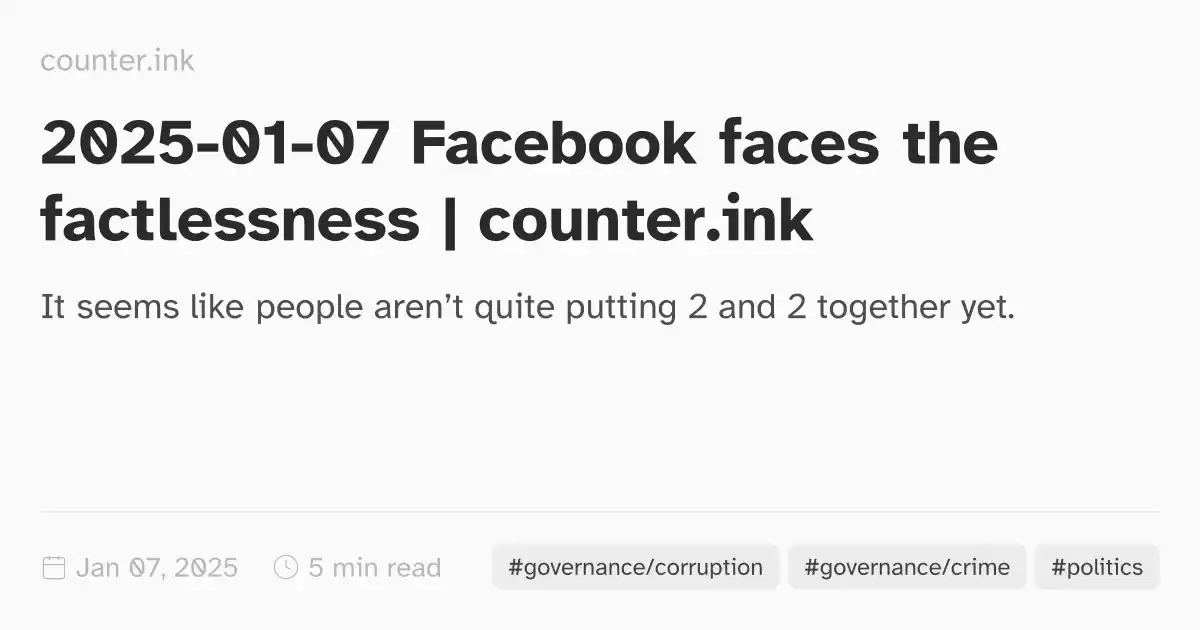 counter.ink
2025-01-07 Facebook faces the
factlessness | counter.ink
It seems like people aren’t quite putting 2 and 2 together yet.
Jan 07, 2025 5 min read #governance/corruption #governance/crime #politics